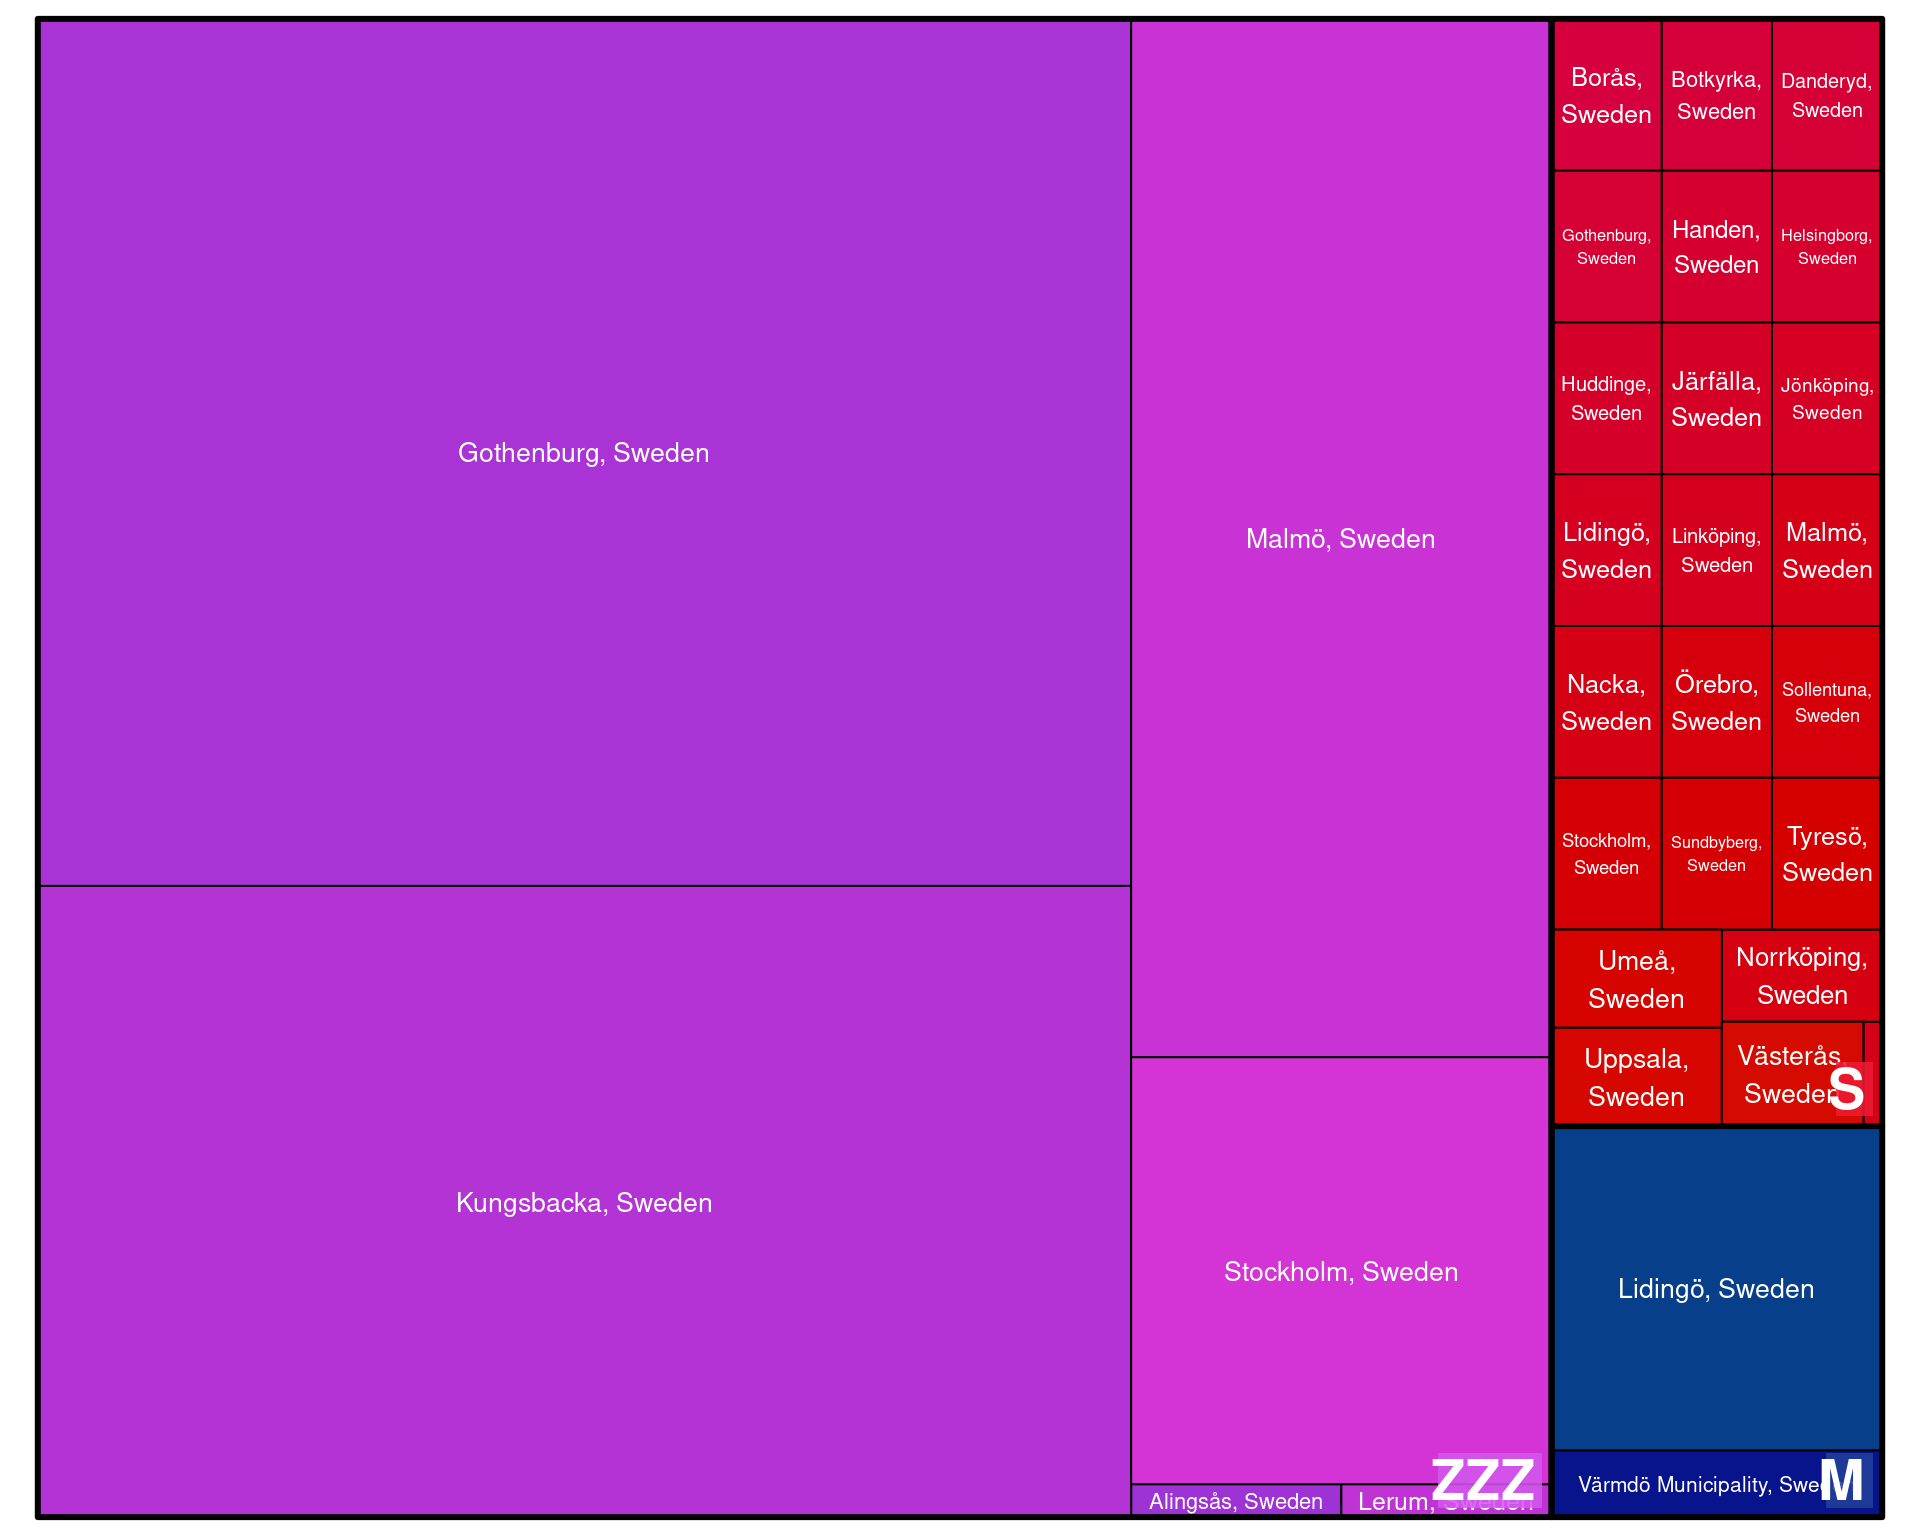 Gothenburg, Sweden
Kungsbacka, Sweden
Malmö, Sweden
Stockholm, Sweden
Alingsås, Sweden
Lerum, Sweden
ZZZ
Borås,
Sweden
Botkyrka,
Sweden
Danderyd,
Sweden
Gothenburg,
Sweden
Handen,
Sweden
Helsingborg,
Sweden
Huddinge,
Sweden
Järfälla,
Sweden
Jönköping,
Sweden
Lidingö,
Sweden
Linköping,
Sweden
Malmö,
Sweden
Nacka,
Sweden
Örebro,
Sweden
Sollentuna,
Sweden
Stockholm,
Sweden
Sundbyberg,
Sweden
Tyresö,
Sweden
Umeå,
Sweden
Norrköping,
Sweden
Uppsala,
Sweden
Västerås,
Sweden
S
Lidingö, Sweden
Värmdö Municipality, Sweden
M